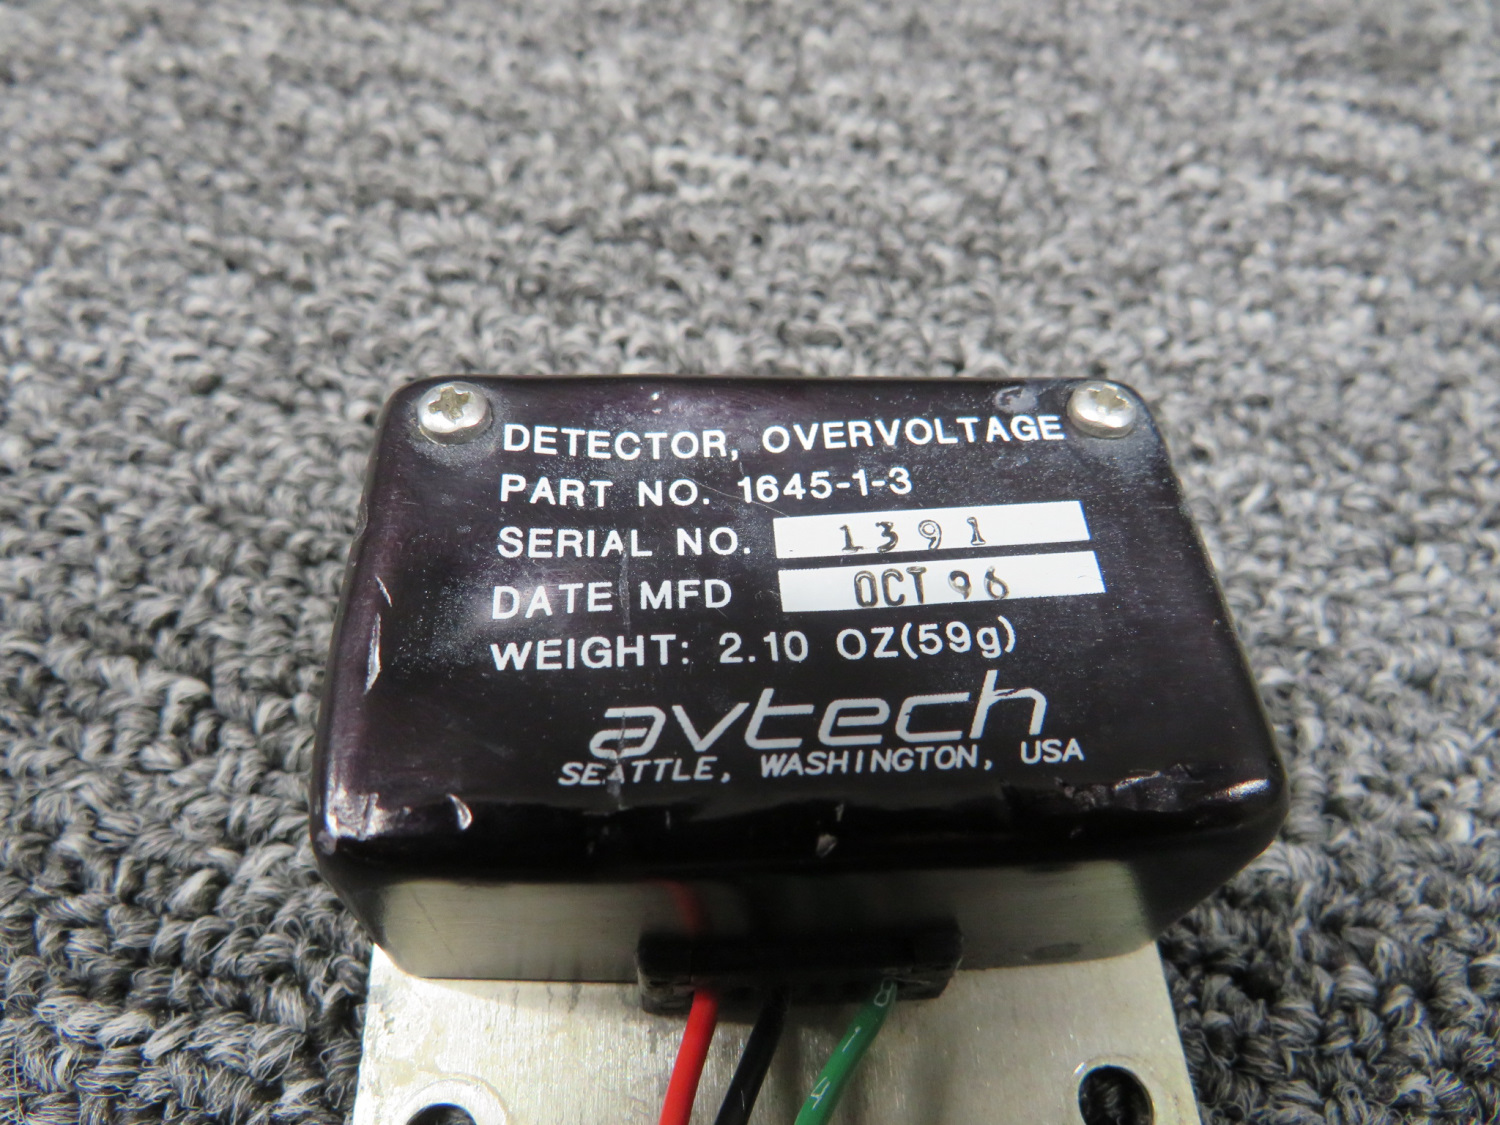 DETECTOR, OVERVOLTAGE
PART NO. 1645-1-3
SERIAL NO. 1391
DATE MFD OCT 96
WEIGHT: 2.10 OZ(59g)
avtech
SEATTLE, WASHINGTON, USA